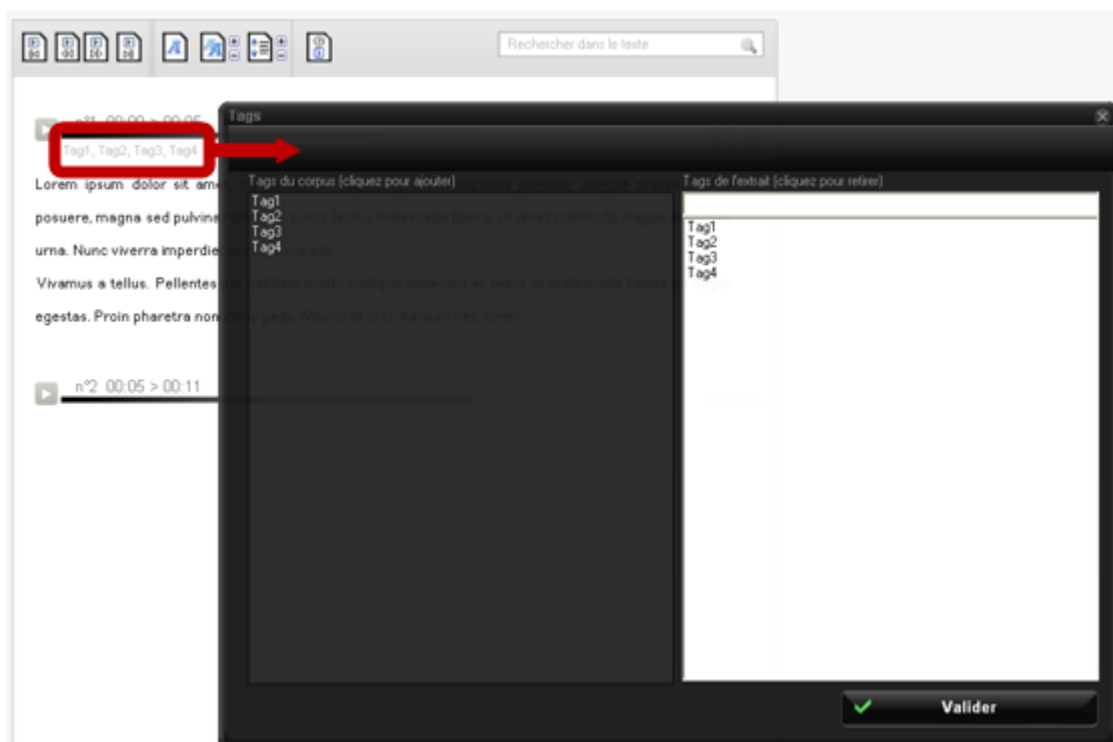 Rechercher dans le texte
n°1 00:00 > 00:05
Tag1, Tag2, Tag3, Tag4
Lorem ipsum dolor sit ame
posuere, magna sed pulvina
urna. Nunc viverra imperdie
Vivamus a tellus. Pellentes
egestas. Proin pharetra non
n°2 00:05 > 00:11
Tags
Tags du corpus (cliquez pour ajouter)
Tag1
Tag2
Tag3
Tag4
Tags de l'extrait (cliquez pour retirer)
Tag1
Tag2
Tag3
Tag4
Valider